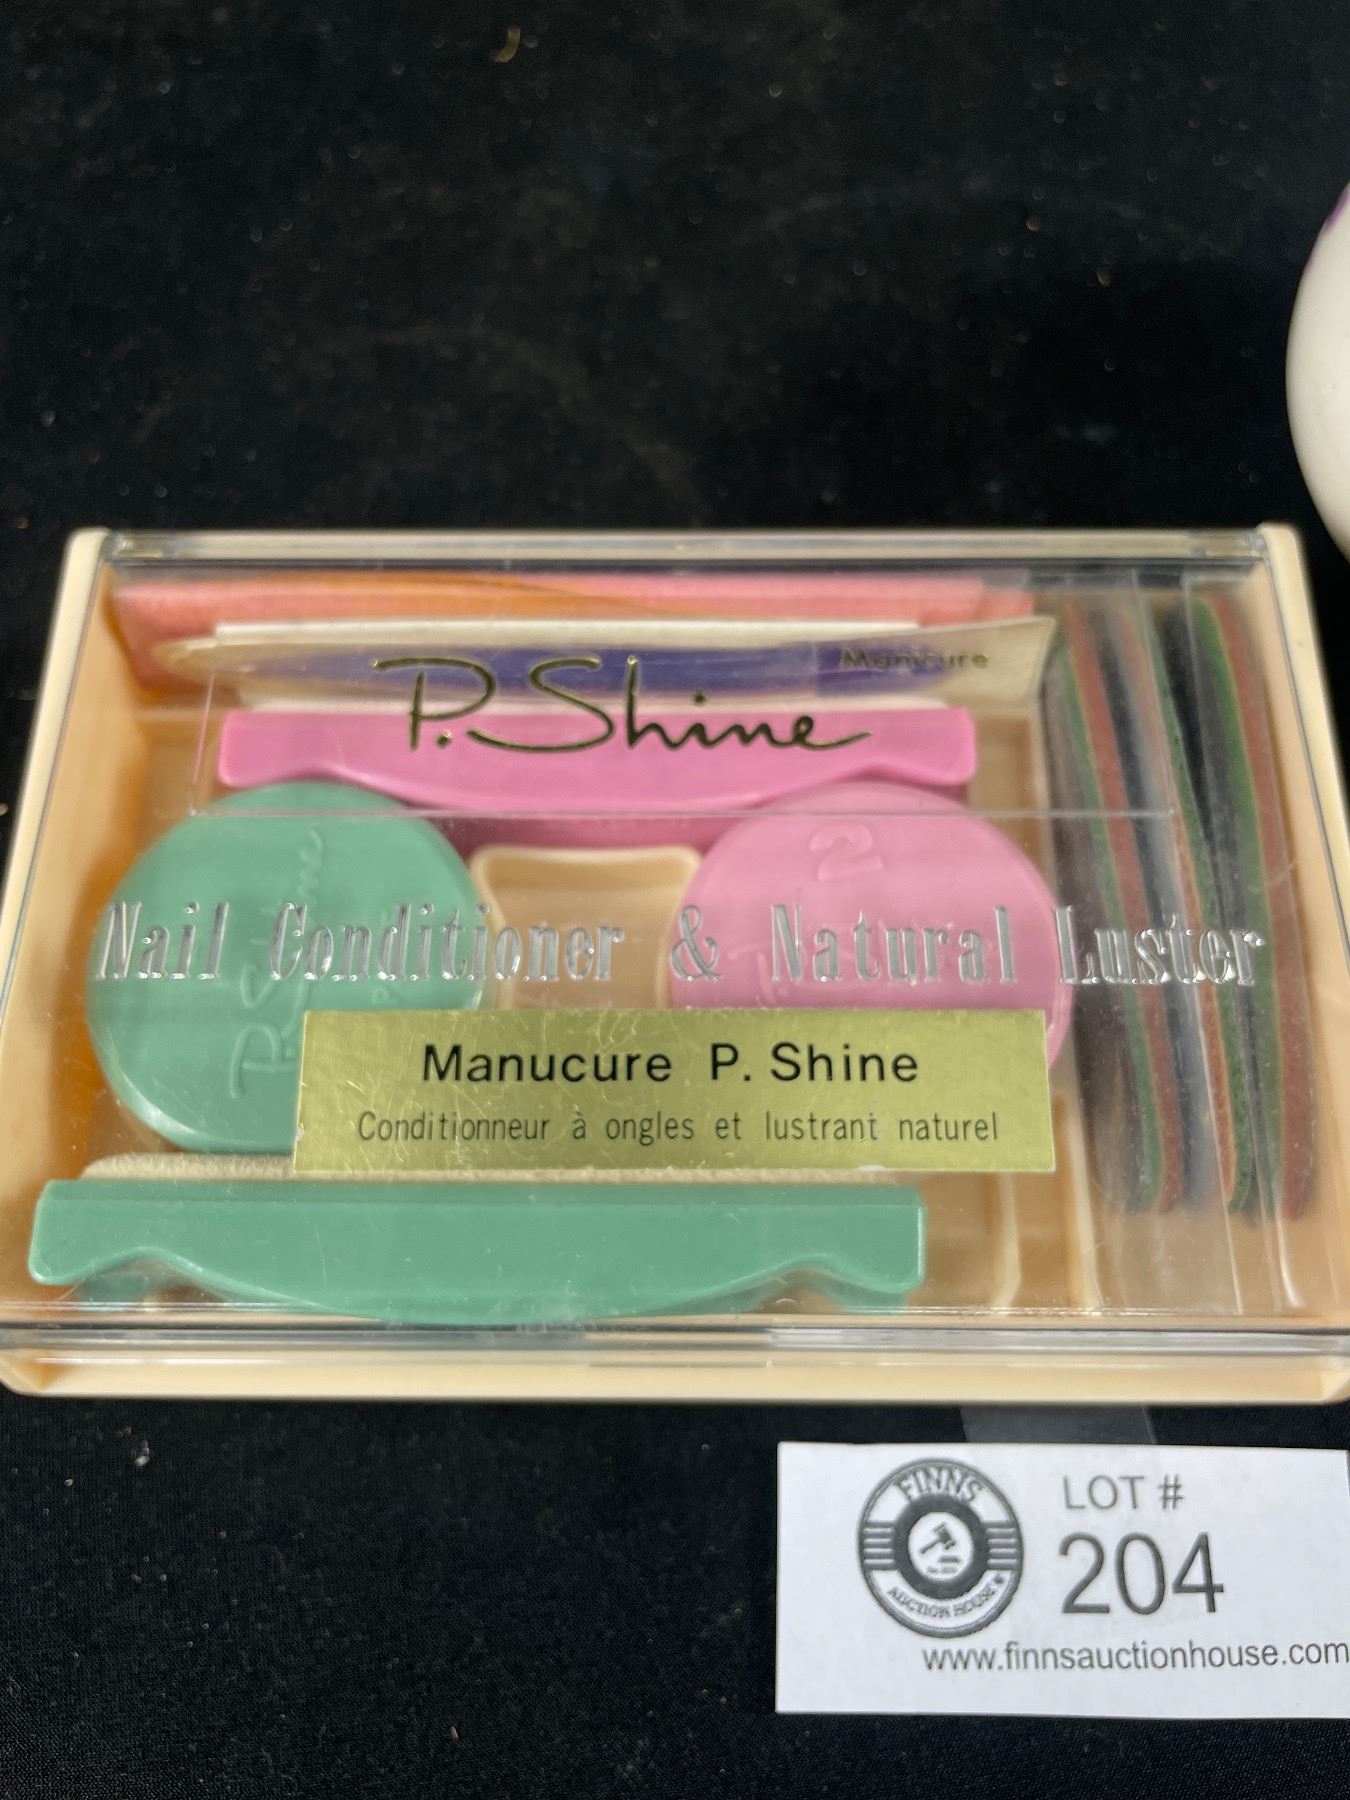 Manicure
P. Shine
2
P. Shine
Nail Conditioner & Natural Luster
Manucure P. Shine
Conditionneur à ongles et lustrant naturel
FINNS
AUCTION HOUSE
LOT #
204
www.finnsauctionhouse.com